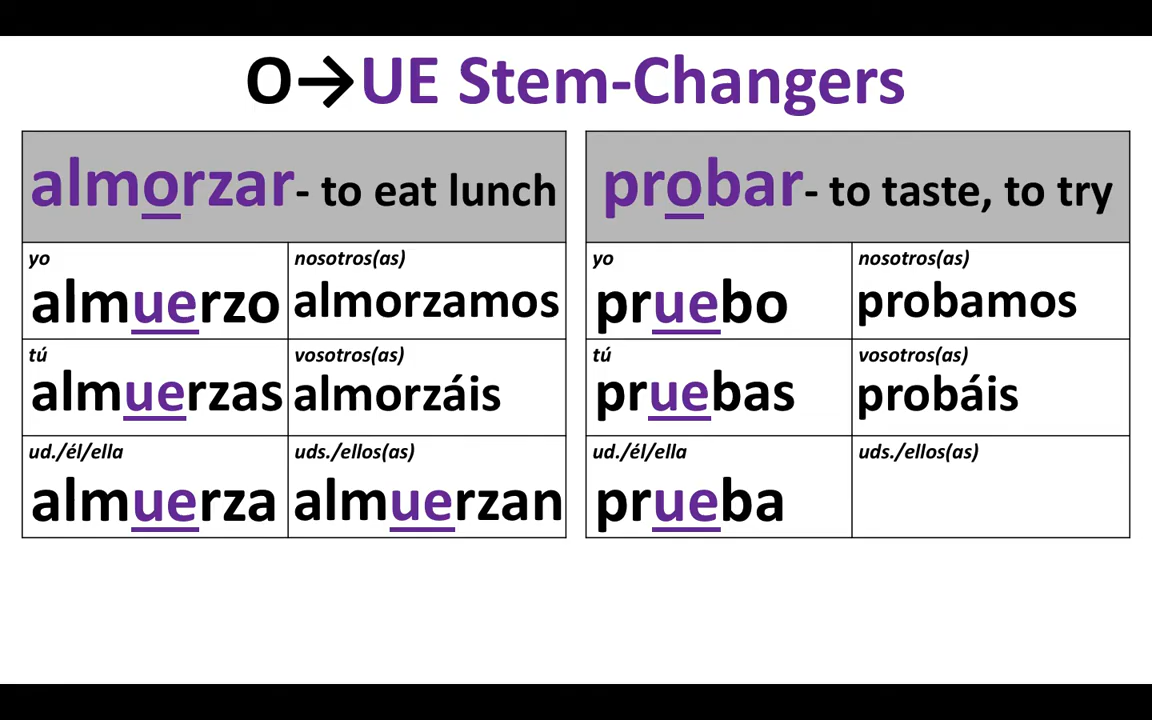 O→UE Stem-Changers
almorzar- to eat lunch
yo
almuerzo
nosotros(as)
almorzamos
tú
almuerzas
vosotros(as)
almorzáis
ud./él/ella
almuerza
uds./ellos(as)
almuerzan
probar- to taste, to try
yo
pruebo
nosotros(as)
probamos
tú
pruebas
vosotros(as)
probáis
ud./él/ella
prueba
uds./ellos(as)